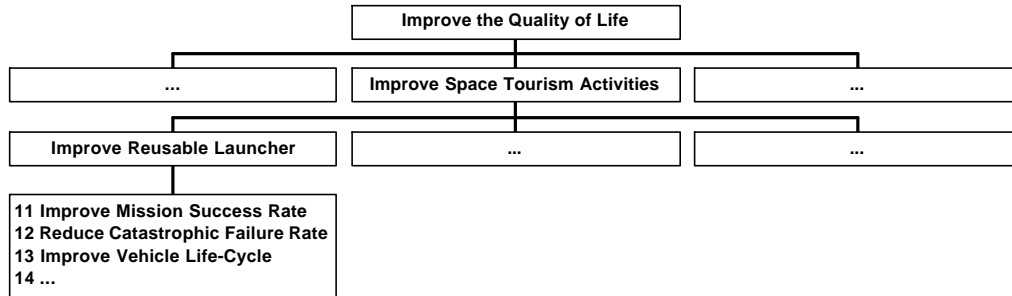 Improve the Quality of Life
...
Improve Space Tourism Activities
...
Improve Reusable Launcher
...
...
11 Improve Mission Success Rate
12 Reduce Catastrophic Failure Rate
13 Improve Vehicle Life-Cycle
14 ...